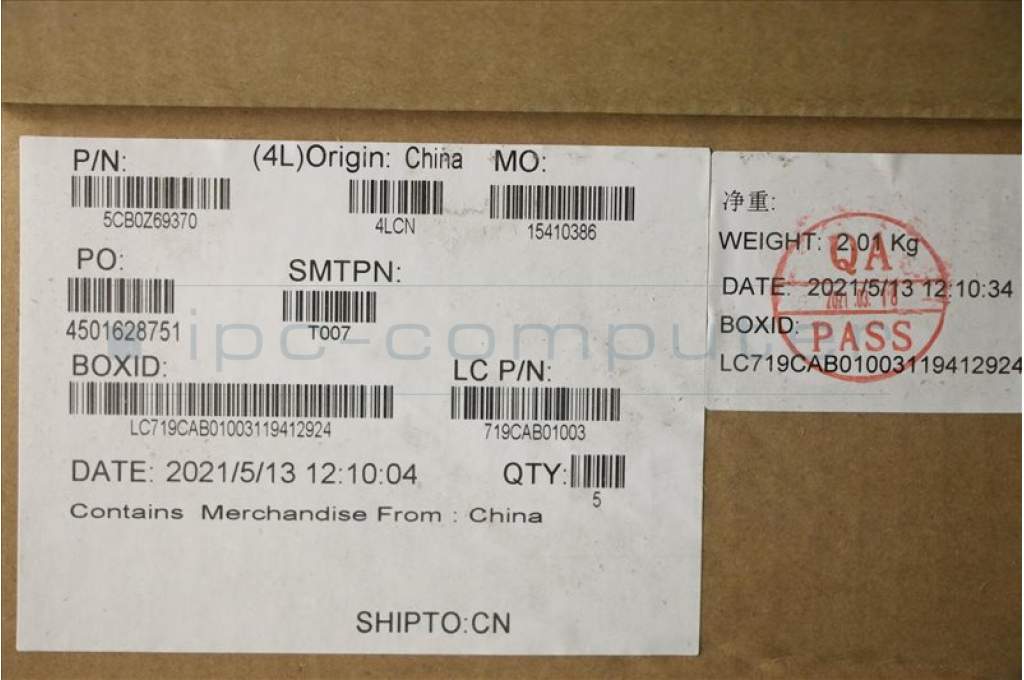 P/N: (4L)Origin: China MO:
5CB0Z69370 4LCN 15410386
PO: SMTPN:
4501628751 T007
BOXID: LC P/N:
LC719CAB01003119412924 719CAB01003
DATE: 2021/5/13 12:10:04 QTY:
5
Contains Merchandise From : China
SHIPTO:CN
净重:
WEIGHT: 2.01 Kg
DATE: 2021/5/13 12:10:34
BOXID:
LC719CAB01003119412924
QA
PASS
ipc-compute